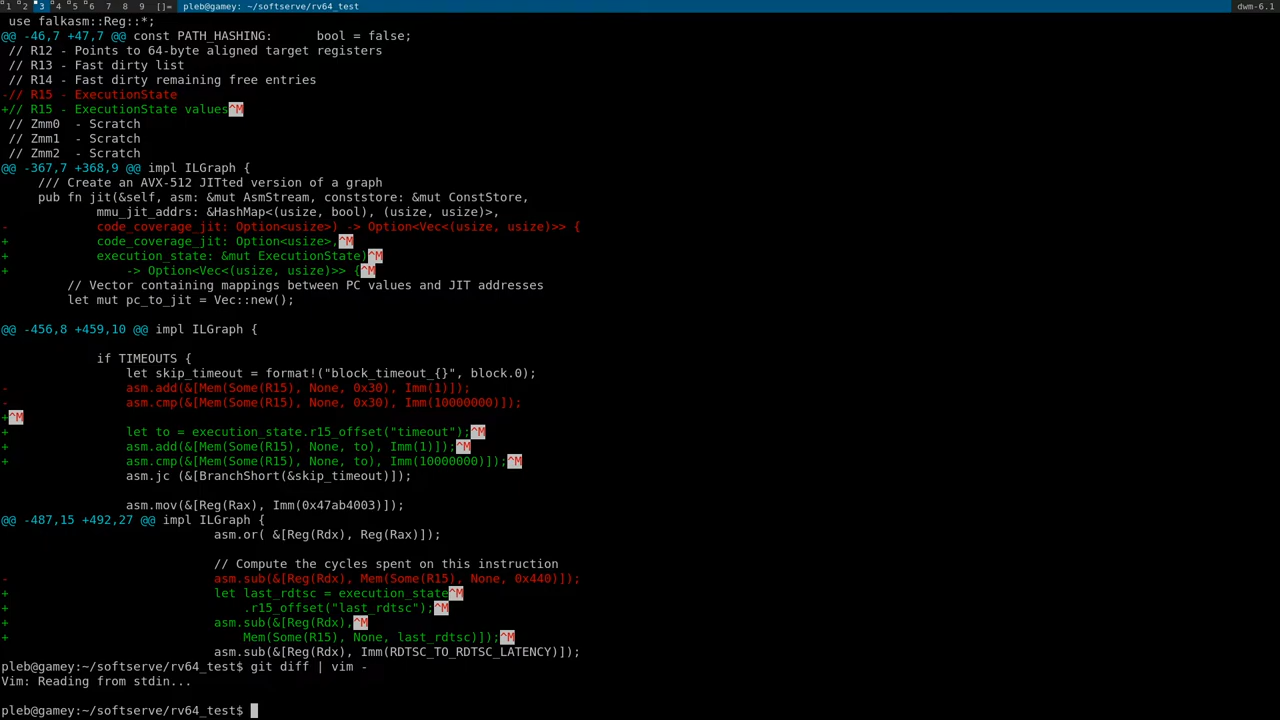 1 2 3 4 5 6 7 8 9 []= pleb@gamey: ~/softserve/rv64_test dwm-6.1
 use falkasm::Reg::*;
@@ -46,7 +47,7 @@ const PATH_HASHING:      bool = false;
 // R12 - Points to 64-byte aligned target registers
 // R13 - Fast dirty list
 // R14 - Fast dirty remaining free entries
-// R15 - ExecutionState
+// R15 - ExecutionState values^M
 // Zmm0  - Scratch
 // Zmm1  - Scratch
 // Zmm2  - Scratch
@@ -367,7 +368,9 @@ impl ILGraph {
     /// Create an AVX-512 JITted version of a graph
     pub fn jit(&self, asm: &mut AsmStream, conststore: &mut ConstStore,
             mmu_jit_addrs: &HashMap<(usize, bool), (usize, usize)>,
-            code_coverage_jit: Option<usize>) -> Option<Vec<(usize, usize)>> {
+            code_coverage_jit: Option<usize>,^M
+            execution_state: &mut ExecutionState)^M
+                -> Option<Vec<(usize, usize)>> {^M
         // Vector containing mappings between PC values and JIT addresses
         let mut pc_to_jit = Vec::new();
@@ -456,8 +459,10 @@ impl ILGraph {
             if TIMEOUTS {
                 let skip_timeout = format!("block_timeout_{}", block.0);
-                asm.add(&[Mem(Some(R15), None, 0x30), Imm(1)]);
-                asm.cmp(&[Mem(Some(R15), None, 0x30), Imm(10000000)]);
+^M
+                let to = execution_state.r15_offset("timeout");^M
+                asm.add(&[Mem(Some(R15), None, to), Imm(1)]);^M
+                asm.cmp(&[Mem(Some(R15), None, to), Imm(10000000)]);^M
                 asm.jc (&[BranchShort(&skip_timeout)]);
                 asm.mov(&[Reg(Rax), Imm(0x47ab4003)]);
@@ -487,15 +492,27 @@ impl ILGraph {
                             asm.or( &[Reg(Rdx), Reg(Rax)]);
                             // Compute the cycles spent on this instruction
-                            asm.sub(&[Reg(Rdx), Mem(Some(R15), None, 0x440)]);
+                            let last_rdtsc = execution_state^M
+                                .r15_offset("last_rdtsc");^M
+                            asm.sub(&[Reg(Rdx),^M
+                                Mem(Some(R15), None, last_rdtsc)]);^M
                             asm.sub(&[Reg(Rdx), Imm(RDTSC_TO_RDTSC_LATENCY)]);
pleb@gamey:~/softserve/rv64_test$ git diff | vim -
Vim: Reading from stdin...
pleb@gamey:~/softserve/rv64_test$